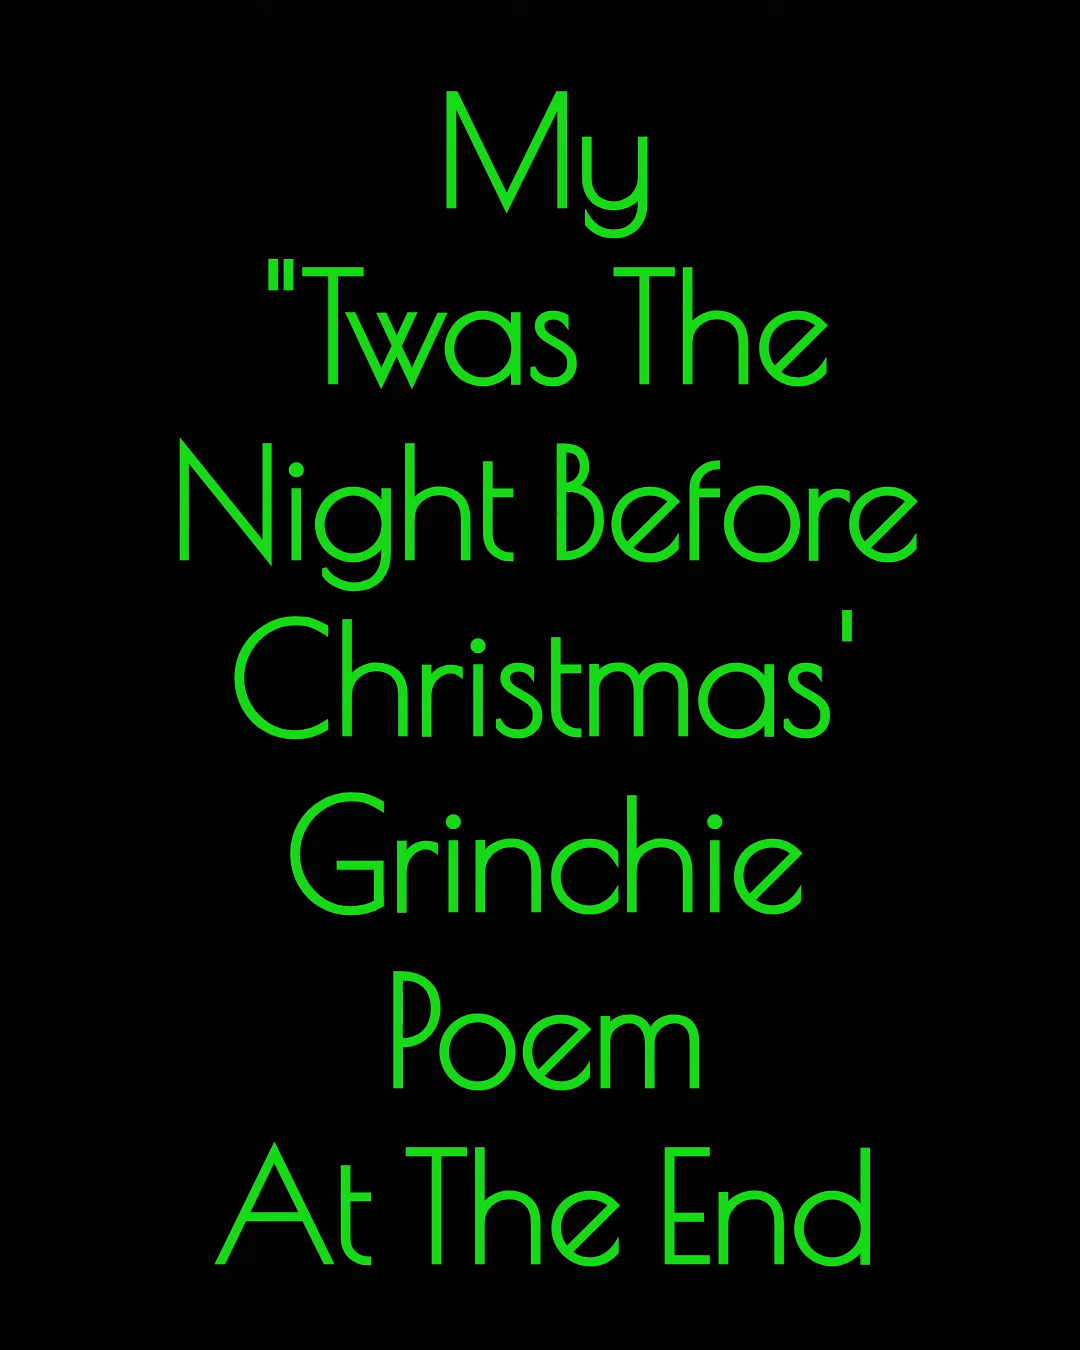 My
"Twas The
Night Before
Christmas'
Grinchie
Poem
At The End